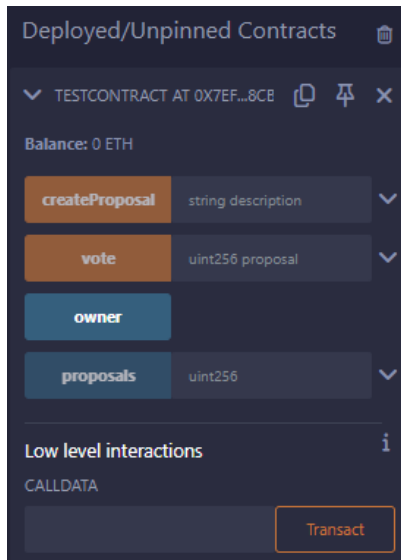 Deployed/Unpinned Contracts
TESTCONTRACT AT 0X7EF...8CB
Balance: 0 ETH
createProposal string description
vote uint256 proposal
owner
proposals uint256
Low level interactions
i
CALLDATA
Transact